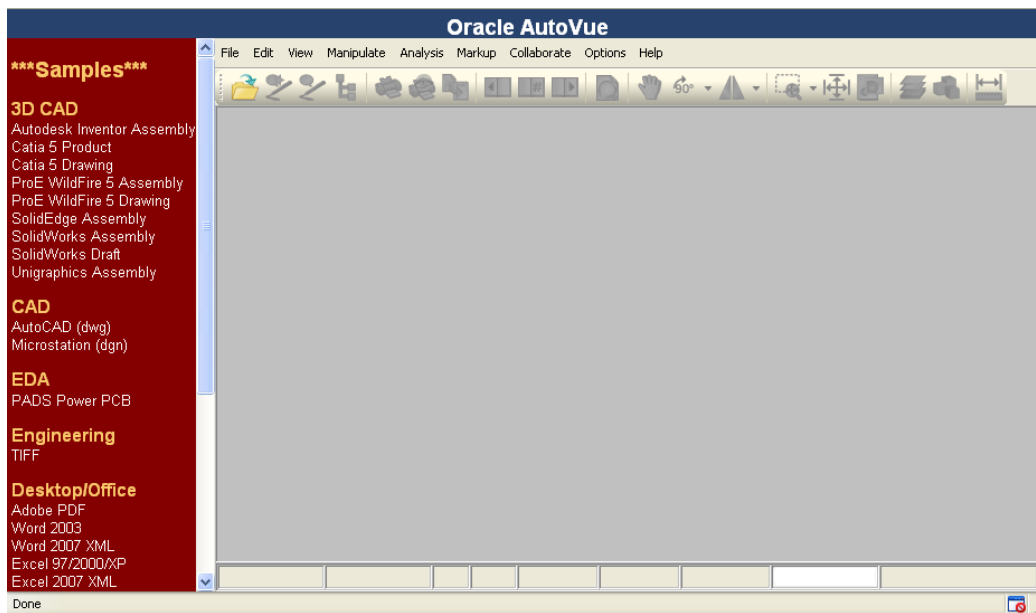 Oracle AutoVue
File Edit View Manipulate Analysis Markup Collaborate Options Help
90°
***Samples***
3D CAD
Autodesk Inventor Assembly
Catia 5 Product
Catia 5 Drawing
ProE WildFire 5 Assembly
ProE WildFire 5 Drawing
SolidEdge Assembly
SolidWorks Assembly
SolidWorks Draft
Unigraphics Assembly
CAD
AutoCAD (dwg)
Microstation (dgn)
EDA
PADS Power PCB
Engineering
TIFF
Desktop/Office
Adobe PDF
Word 2003
Word 2007 XML
Excel 97/2000/XP
Excel 2007 XML
Done